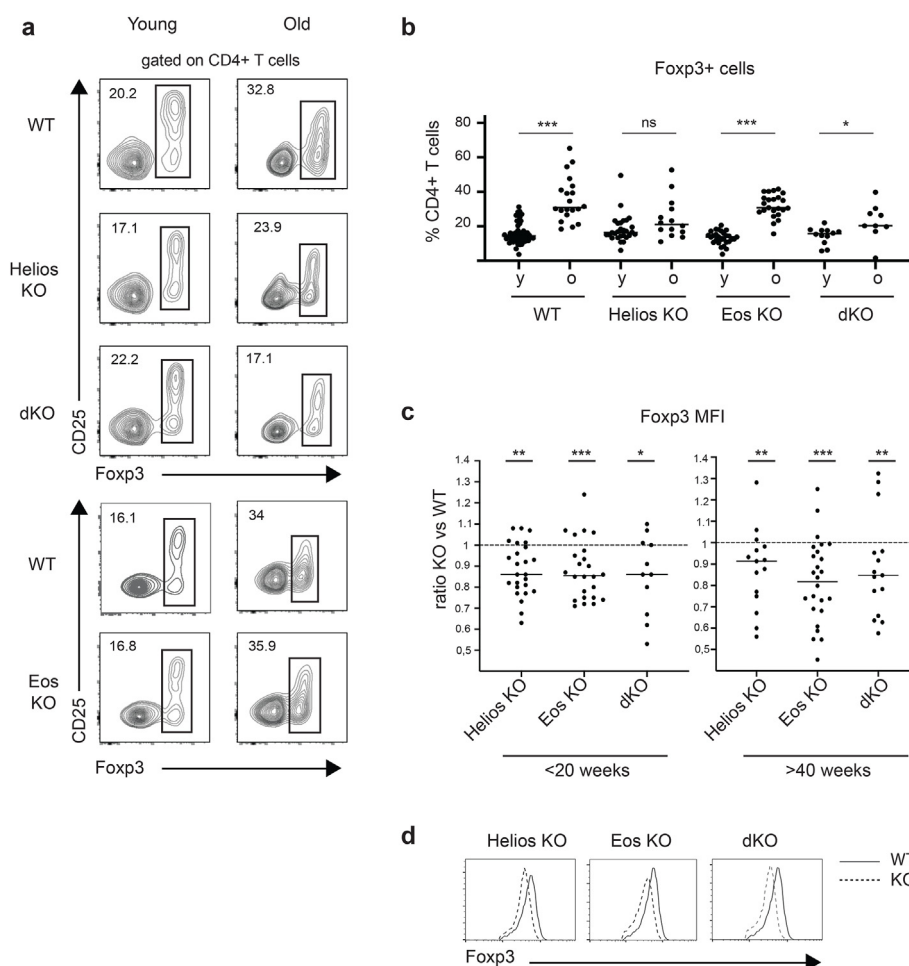 a
Young Old
gated on CD4+ T cells
WT
20.2 32.8
Helios
KO
17.1 23.9
dKO
22.2 17.1
CD25
Foxp3
WT
16.1 34
Eos
KO
16.8 35.9
CD25
Foxp3
b
Foxp3+ cells
*** ns *** *
% CD4+ T cells
80
60
40
20
y o y o y o y o
WT Helios KO Eos KO dKO
c
Foxp3 MFI
** *** * ** *** **
ratio KO vs WT
1.4 1.4
1.3 1.3
1.2 1.2
1.1 1.1
1 1
0.9 0.9
0.8 0.8
0.7 0.7
0.6 0.6
0,5 0,5
Helios KO Eos KO dKO Helios KO Eos KO dKO
<20 weeks >40 weeks
d
Helios KO Eos KO dKO
WT
KO
Foxp3